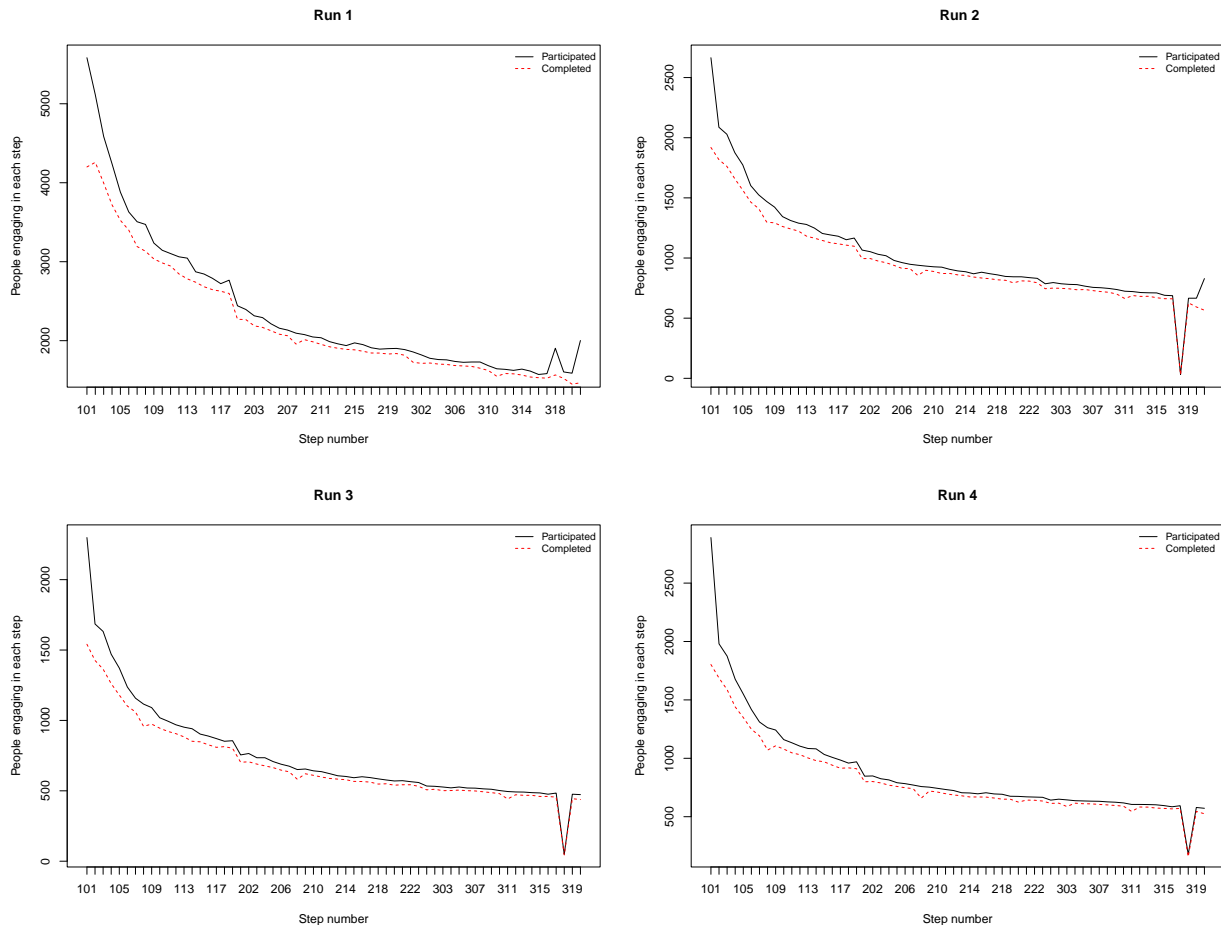 Run 1
Participated
Completed
People engaging in each step
5000
4000
3000
2000
101 105 109 113 117 203 207 211 215 219 302 306 310 314 318
Step number
Run 2
Participated
Completed
People engaging in each step
2500
2000
1500
1000
500
0
101 105 109 113 117 202 206 210 214 218 222 303 307 311 315 319
Step number
Run 3
Participated
Completed
People engaging in each step
2000
1500
1000
500
0
101 105 109 113 117 202 206 210 214 218 222 303 307 311 315 319
Step number
Run 4
Participated
Completed
People engaging in each step
2500
2000
1500
1000
500
101 105 109 113 117 202 206 210 214 218 222 303 307 311 315 319
Step number